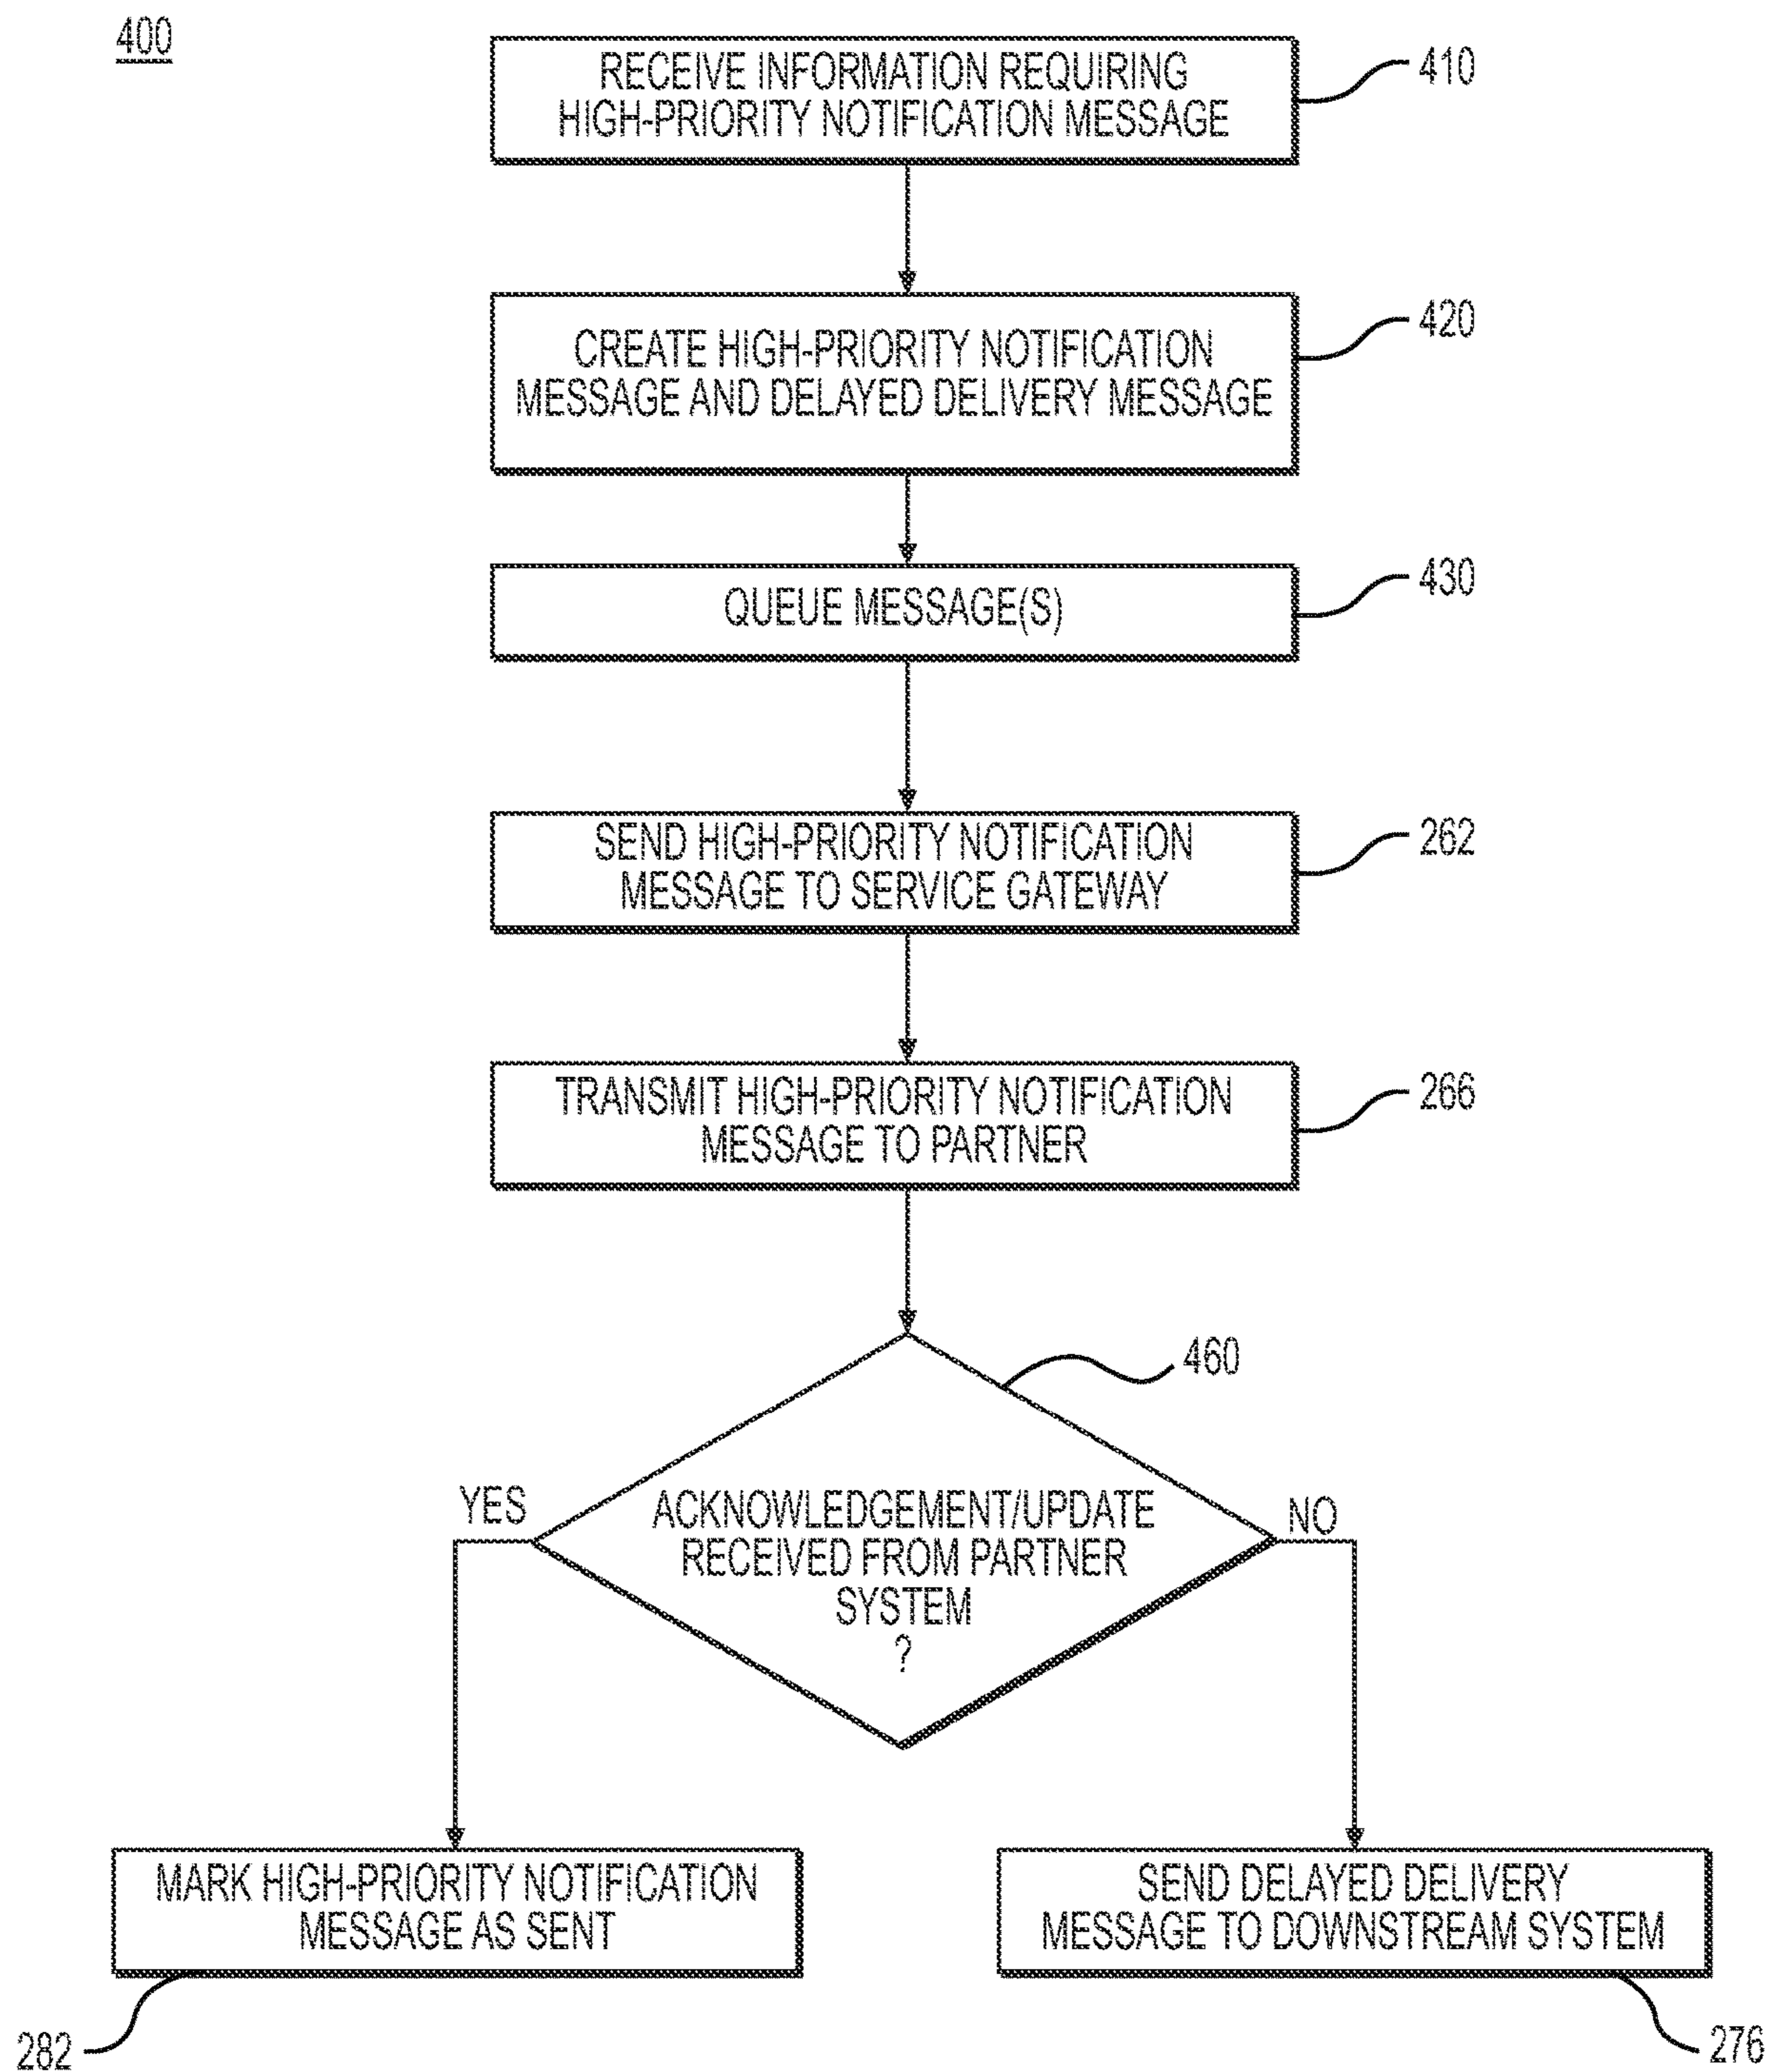 400
RECEIVE INFORMATION REQUIRING
HIGH-PRIORITY NOTIFICATION MESSAGE
410
CREATE HIGH-PRIORITY NOTIFICATION
MESSAGE AND DELAYED DELIVERY MESSAGE
420
QUEUE MESSAGE(S)
430
SEND HIGH-PRIORITY NOTIFICATION
MESSAGE TO SERVICE GATEWAY
262
TRANSMIT HIGH-PRIORITY NOTIFICATION
MESSAGE TO PARTNER
266
460
YES
ACKNOWLEDGEMENT/UPDATE
RECEIVED FROM PARTNER
SYSTEM
?
NO
MARK HIGH-PRIORITY NOTIFICATION
MESSAGE AS SENT
282
SEND DELAYED DELIVERY
MESSAGE TO DOWNSTREAM SYSTEM
276